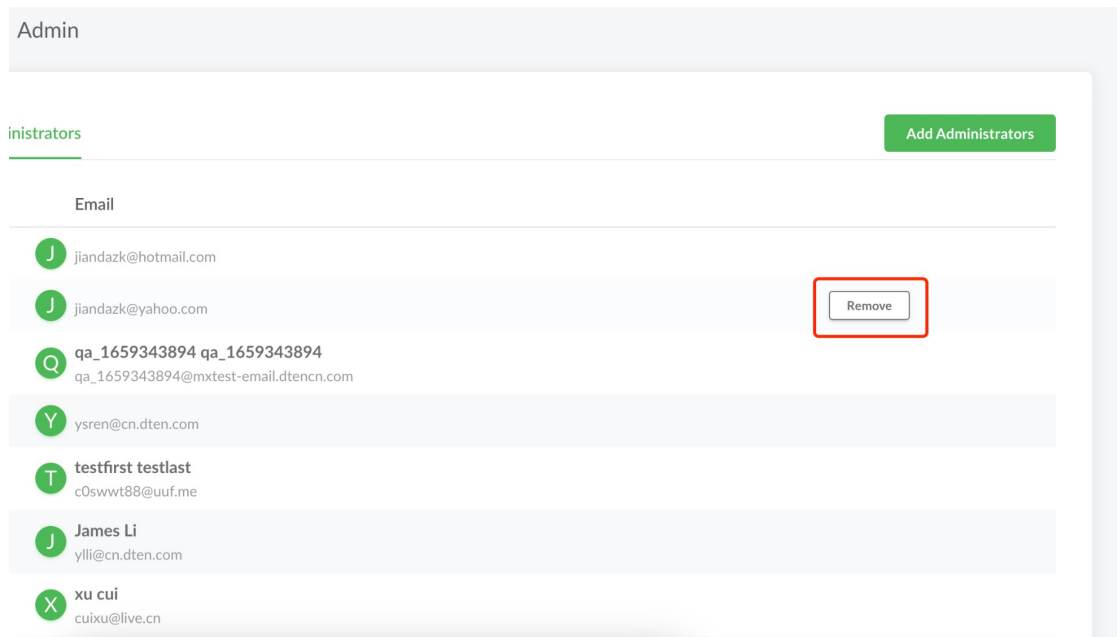 Admin
inistrators
Add Administrators
Email
J
jiandazk@hotmail.com
J
jiandazk@yahoo.com
Remove
Q
qa_1659343894 qa_1659343894
qa_1659343894@mxtest-email.dtencn.com
Y
ysren@cn.dten.com
T
testfirst testlast
c0swwt88@uuf.me
J
James Li
ylli@cn.dten.com
X
xu cui
cuixu@live.cn